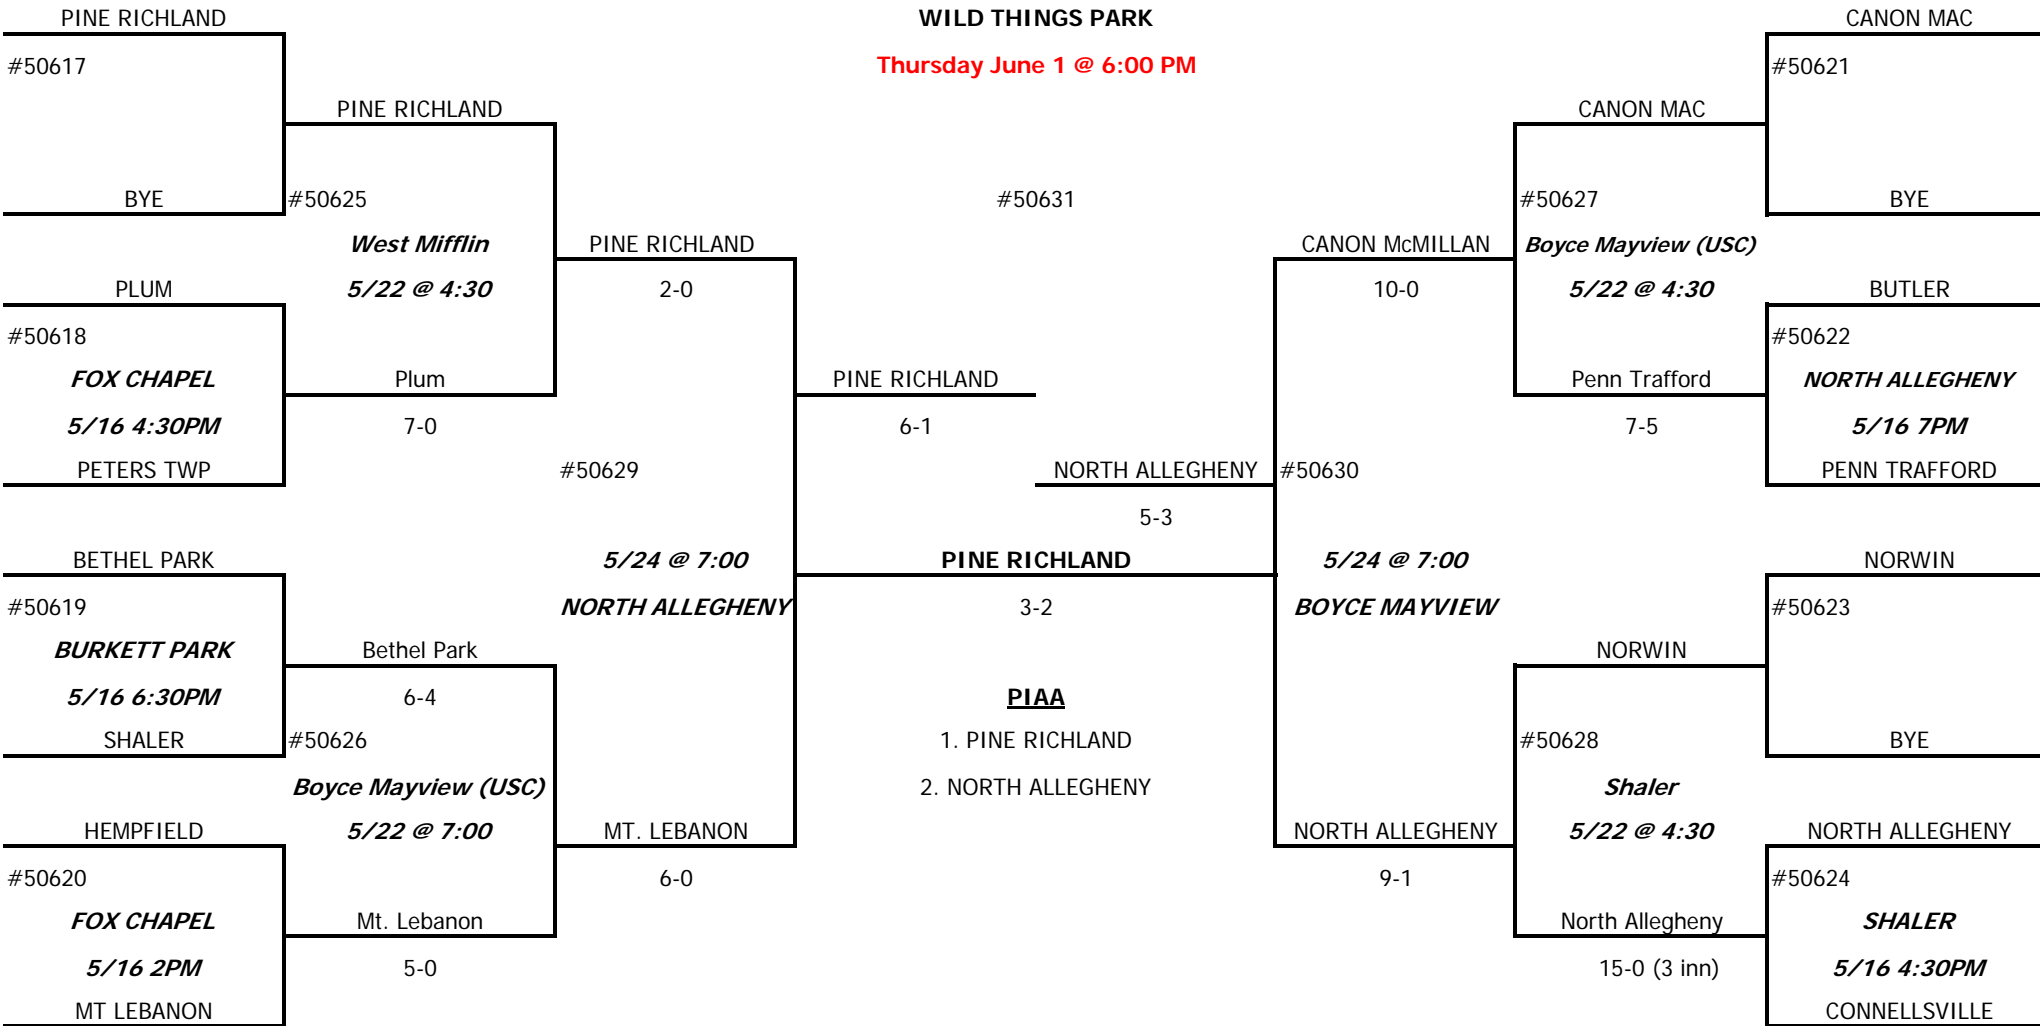 PINE RICHLAND
WILD THINGS PARK
CANON MAC
#50617
Thursday June 1 @ 6:00 PM
#50621
PINE RICHLAND
CANON MAC
BYE
#50625
#50631
#50627
BYE
West Mifflin
PINE RICHLAND
CANON McMILLAN
Boyce Mayview (USC)
PLUM
5/22 @ 4:30
2-0
10-0
5/22 @ 4:30
BUTLER
#50618
#50622
FOX CHAPEL
Plum
PINE RICHLAND
Penn Trafford
NORTH ALLEGHENY
5/16 4:30PM
7-0
6-1
7-5
5/16 7PM
PETERS TWP
#50629
NORTH ALLEGHENY
#50630
PENN TRAFFORD
5-3
BETHEL PARK
5/24 @ 7:00
PINE RICHLAND
5/24 @ 7:00
NORWIN
#50619
NORTH ALLEGHENY
3-2
BOYCE MAYVIEW
#50623
BURKETT PARK
Bethel Park
NORWIN
5/16 6:30PM
6-4
PIAA
SHALER
#50626
1. PINE RICHLAND
#50628
BYE
Boyce Mayview (USC)
2. NORTH ALLEGHENY
Shaler
HEMPFIELD
5/22 @ 7:00
MT. LEBANON
NORTH ALLEGHENY
5/22 @ 4:30
NORTH ALLEGHENY
#50620
6-0
9-1
#50624
FOX CHAPEL
Mt. Lebanon
North Allegheny
SHALER
5/16 2PM
5-0
15-0 (3 inn)
5/16 4:30PM
MT LEBANON
CONNELLSVILLE